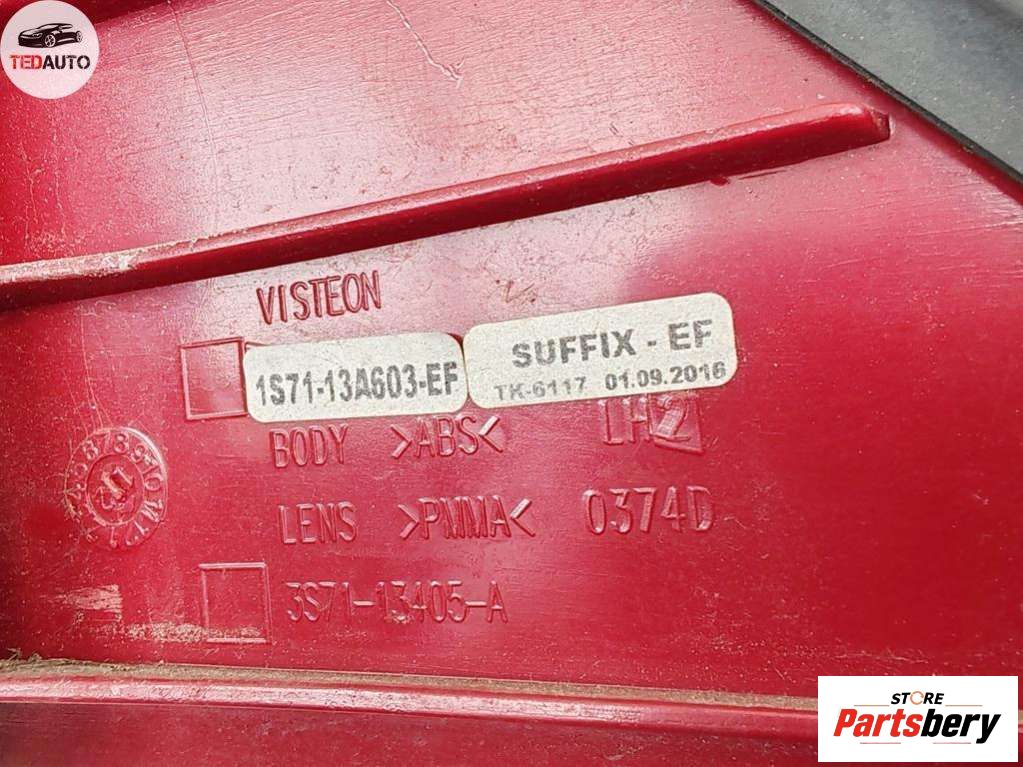 TEDAUTO
VISTEON
1S71-13A603-EF
SUFFIX - EF
TK-6117 01.09.2016
BODY >ABS< LH2
LENS >PMMA< 0374D
3S71-13405-A
STORE
Partsbery